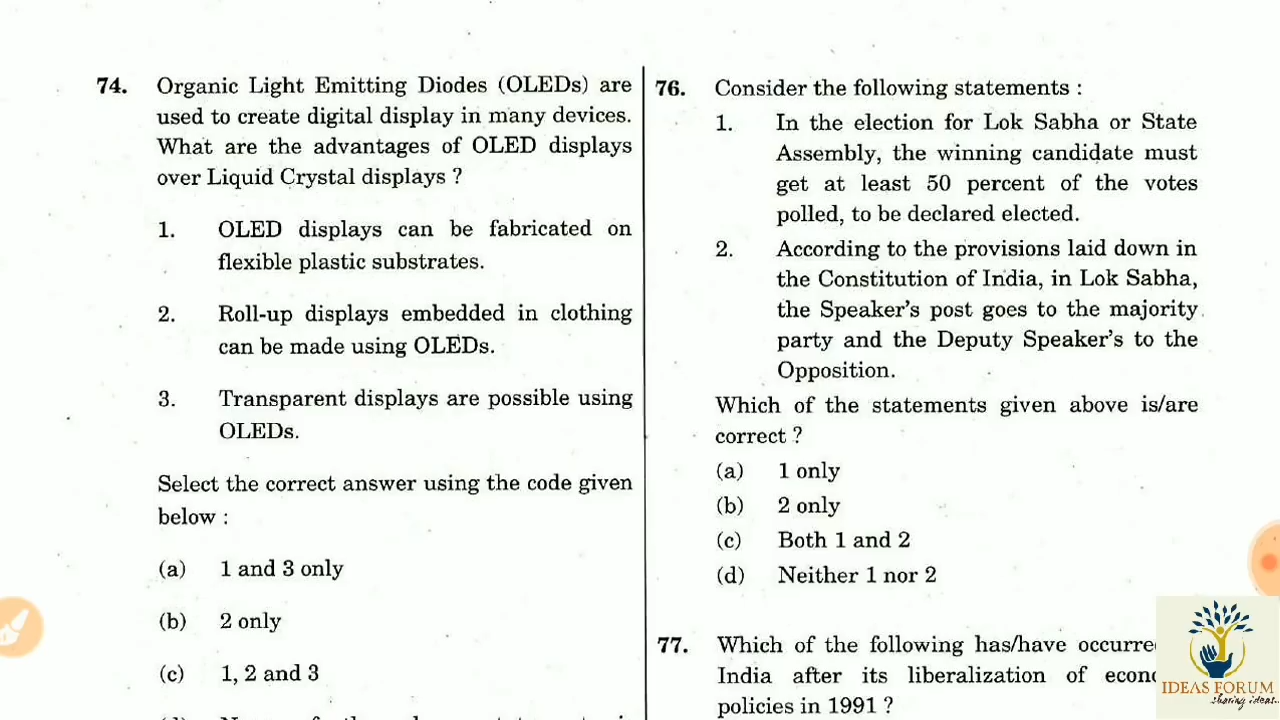 74. Organic Light Emitting Diodes (OLEDs) are
used to create digital display in many devices.
What are the advantages of OLED displays
over Liquid Crystal displays ?
1. OLED displays can be fabricated on
flexible plastic substrates.
2. Roll-up displays embedded in clothing
can be made using OLEDs.
3. Transparent displays are possible using
OLEDs.
Select the correct answer using the code given
below :
(a) 1 and 3 only
(b) 2 only
(c) 1, 2 and 3
76. Consider the following statements :
1. In the election for Lok Sabha or State
Assembly, the winning candidate must
get at least 50 percent of the votes
polled, to be declared elected.
2. According to the provisions laid down in
the Constitution of India, in Lok Sabha,
the Speaker's post goes to the majority
party and the Deputy Speaker's to the
Opposition.
Which of the statements given above is/are
correct ?
(a) 1 only
(b) 2 only
(c) Both 1 and 2
(d) Neither 1 nor 2
77. Which of the following has/have
India after its liberalization of
policies in 1991 ?
IDEAS FORUM
sharing ideas..